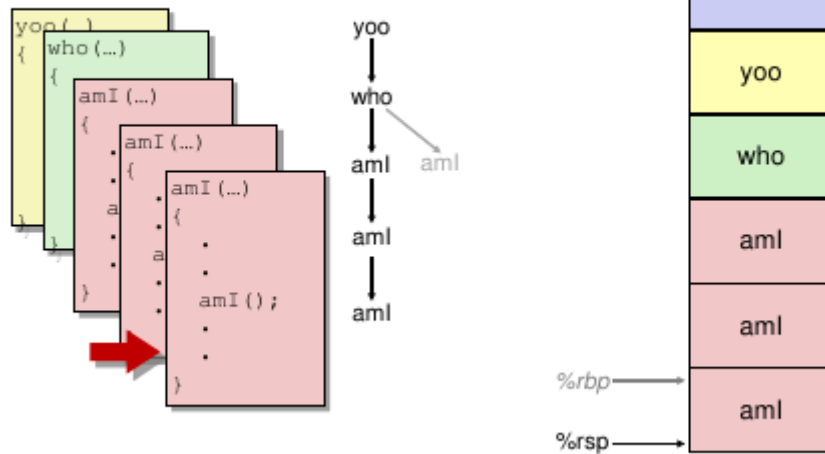 yoo(…)
{
}
who(…)
{
}
amI(…)
{
.
.
a
.
.
}
amI(…)
{
.
.
a
.
.
amI(…)
{
.
.
amI();
.
.
}
yoo
who
amI
amI
amI
amI
yoo
who
amI
amI
amI
%rbp
%rsp